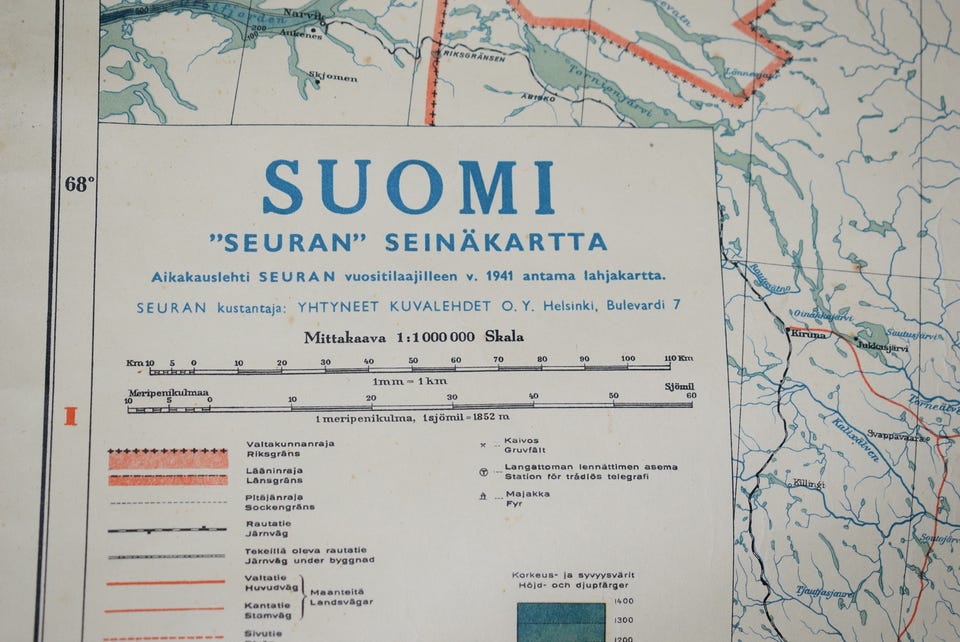 Narvik
Ankenes
Skjomen
RIKSGRÄNSEN
ABISKO
Torniojärvi
68°
SUOMI
"SEURAN" SEINÄKARTTA
Aikakauslehti SEURAN vuositilaajilleen v. 1941 antama lahjakartta.
SEURAN kustantaja: YHTYNEET KUVALEHDET O.Y. Helsinki, Bulevardi 7
Mittakaava 1:1 000 000 Skala
Km 10 5 0 10 20 30 40 50 60 70 80 90 100 110 Km
1mm = 1 km
Meripenikulmaa Sjömil
10 5 0 10 20 30 40 50 60
1 meripenikulma, 1 sjömil = 1852 m
I
Valtakunnanraja
Riksgräns
Lääninraja
Länsgräns
Pitäjänraja
Sockengräns
Rautatie
Järnväg
Tekeillä oleva rautatie
Järnväg under byggnad
Valtatie
Huvudväg
Kantatie
Stomväg
Maanteitä
Landsvägar
Sivutie
Kaivos
Gruvfält
Langattoman lennättimen asema
Station för trådlös telegrafi
Majakka
Fyr
Korkeus- ja syvyysvärit
Höjd- och djupfärger
1400
1300
1200
Kiruna
Jukkasjärvi
Sautusjärvi
Svappavaara
Kalixälven
Killingi